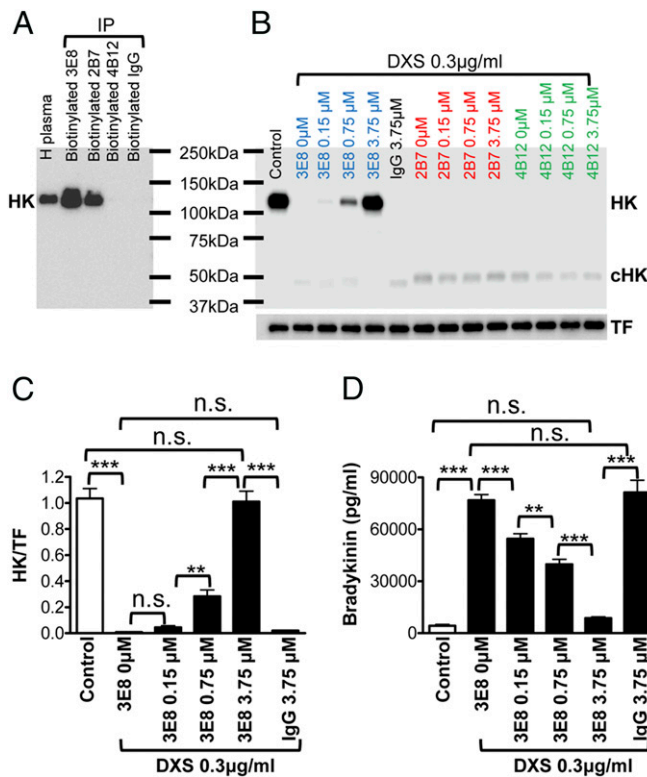 A
IP
H plasma
Biotinylated 3E8
Biotinylated 2B7
Biotinylated 4B12
Biotinylated IgG
HK
250kDa
150kDa
100kDa
75kDa
50kDa
37kDa
B
DXS 0.3µg/ml
Control
3E8 0µM
3E8 0.15 µM
3E8 0.75 µM
3E8 3.75 µM
IgG 3.75µM
2B7 0µM
2B7 0.15 µM
2B7 0.75 µM
2B7 3.75 µM
4B12 0µM
4B12 0.15 µM
4B12 0.75 µM
4B12 3.75µM
HK
cHK
TF
C
n.s.
n.s.
*** *** ***
**
n.s.
HK/TF
1.2
1.0
0.8
0.6
0.4
0.2
0.0
Control
3E8 0µM
3E8 0.15 µM
3E8 0.75 µM
3E8 3.75 µM
IgG 3.75 µM
DXS 0.3µg/ml
D
n.s.
n.s.
*** *** ***
**
***
Bradykinin (pg/ml)
90000
60000
30000
0
Control
3E8 0µM
3E8 0.15 µM
3E8 0.75 µM
3E8 3.75 µM
IgG 3.75 µM
DXS 0.3µg/ml